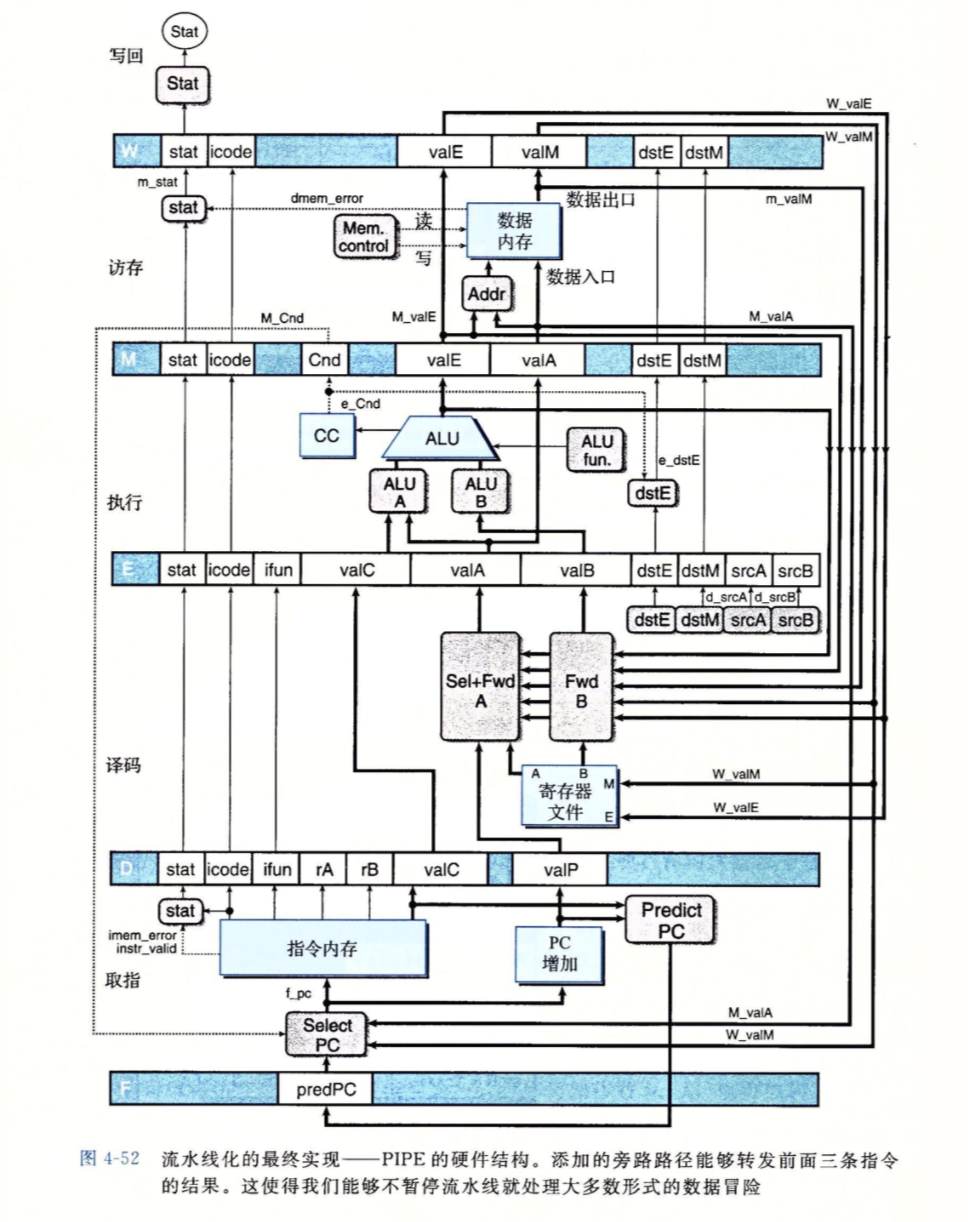 Stat
写回
Stat
W_valE
W_valM
W stat icode valE valM dstE dstM
m_stat
stat
dmem_error
数据出口
m_valM
Mem.
control
读
写
数据
内存
访存
数据入口
Addr
M_Cnd
M_valE
M_valA
M stat icode Cnd valE valA dstE dstM
e_Cnd
CC
ALU
ALU
fun.
e_dstE
ALU
A
ALU
B
dstE
执行
E stat icode ifun valC valA valB dstE dstM srcA srcB
d_srcA d_srcB
dstE dstM srcA srcB
Sel+Fwd
A
Fwd
B
译码
A B M
寄存器
文件 E
W_valM
W_valE
D stat icode ifun rA rB valC valP
stat
imem_error
instr_valid
指令内存
PC
增加
Predict
PC
取指
f_pc
Select
PC
M_valA
W_valM
F predPC
图 4-52 流水线化的最终实现——PIPE 的硬件结构。添加的旁路路径能够转发前面三条指令
的结果。这使得我们能够不暂停流水线就处理大多数形式的数据冒险